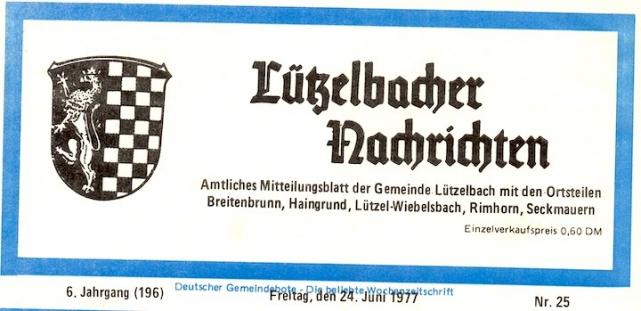 Lützelbacher
Nachrichten
Amtliches Mitteilungsblatt der Gemeinde Lützelbach mit den Ortsteilen
Breitenbrunn, Haingrund, Lützel-Wiebelsbach, Rimhorn, Seckmauern
Einzelverkaufspreis 0,60 DM
Deutscher Gemeindebote - Die beliebte Wochenzeitschrift
6. Jahrgang (196) Freitag, den 24. Juni 1977 Nr. 25